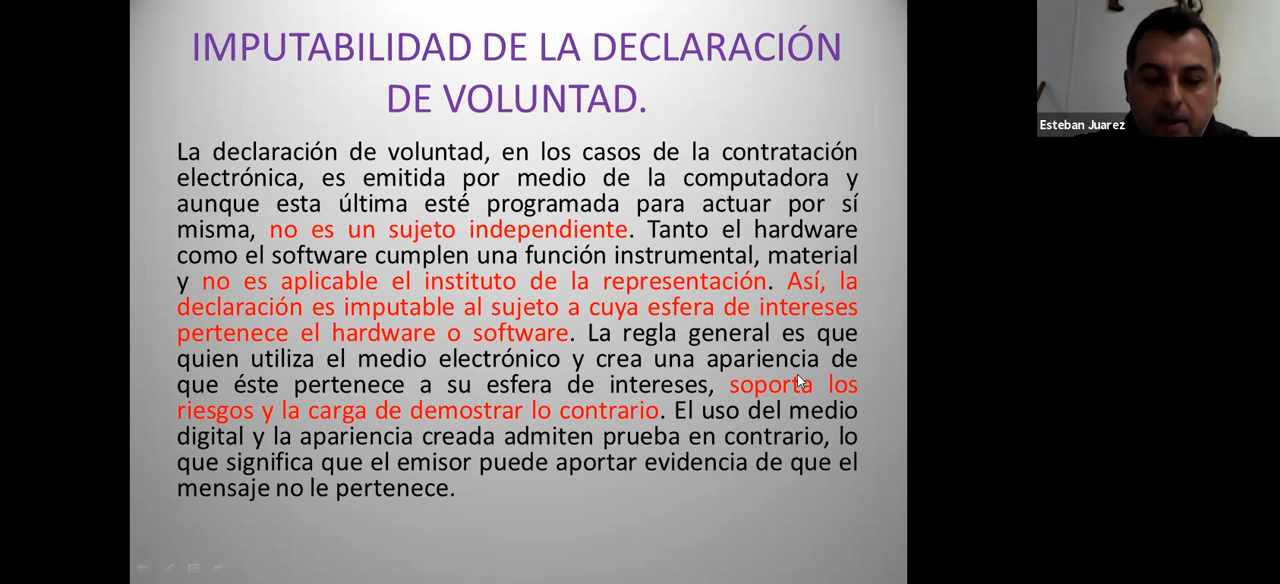 IMPUTABILIDAD DE LA DECLARACIÓN
DE VOLUNTAD.
La declaración de voluntad, en los casos de la contratación
electrónica, es emitida por medio de la computadora y
aunque esta última esté programada para actuar por sí
misma, no es un sujeto independiente. Tanto el hardware
como el software cumplen una función instrumental, material
y no es aplicable el instituto de la representación. Así, la
declaración es imputable al sujeto a cuya esfera de intereses
pertenece el hardware o software. La regla general es que
quien utiliza el medio electrónico y crea una apariencia de
que éste pertenece a su esfera de intereses, soporta los
riesgos y la carga de demostrar lo contrario. El uso del medio
digital y la apariencia creada admiten prueba en contrario, lo
que significa que el emisor puede aportar evidencia de que el
mensaje no le pertenece.
Esteban Juarez